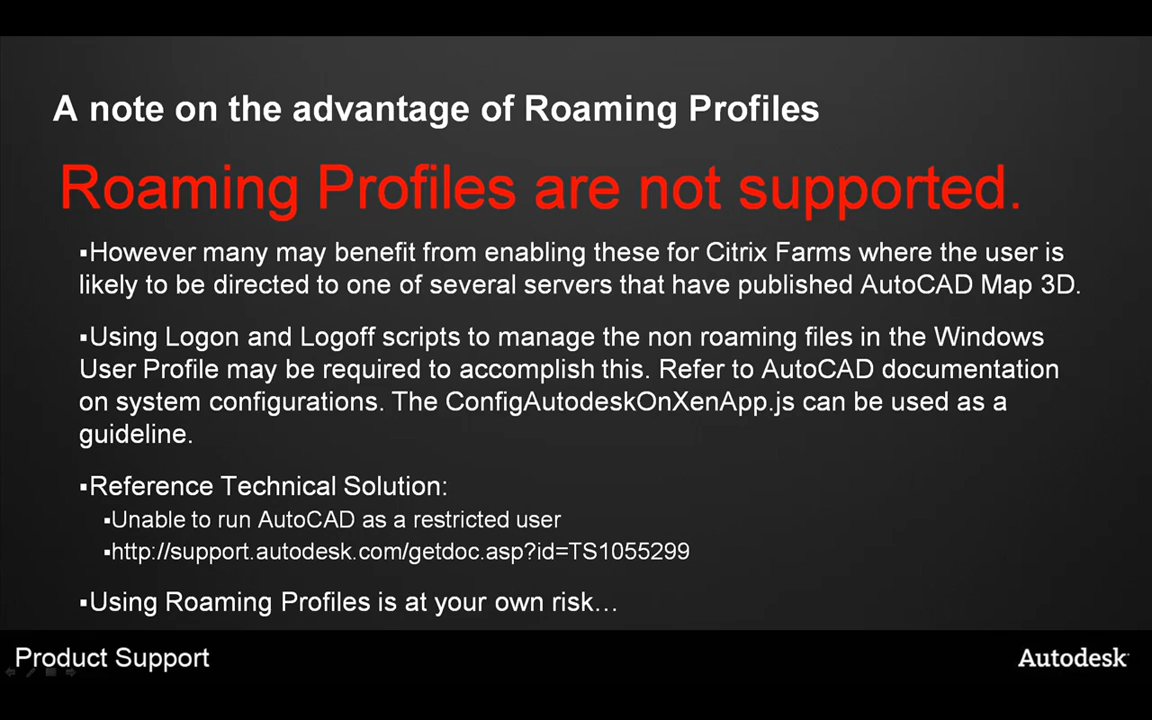 A note on the advantage of Roaming Profiles
Roaming Profiles are not supported.
▪However many may benefit from enabling these for Citrix Farms where the user is
likely to be directed to one of several servers that have published AutoCAD Map 3D.
▪Using Logon and Logoff scripts to manage the non roaming files in the Windows
User Profile may be required to accomplish this. Refer to AutoCAD documentation
on system configurations. The ConfigAutodeskOnXenApp.js can be used as a
guideline.
▪Reference Technical Solution:
▪Unable to run AutoCAD as a restricted user
▪http://support.autodesk.com/getdoc.asp?id=TS1055299
▪Using Roaming Profiles is at your own risk…
Product Support
Autodesk